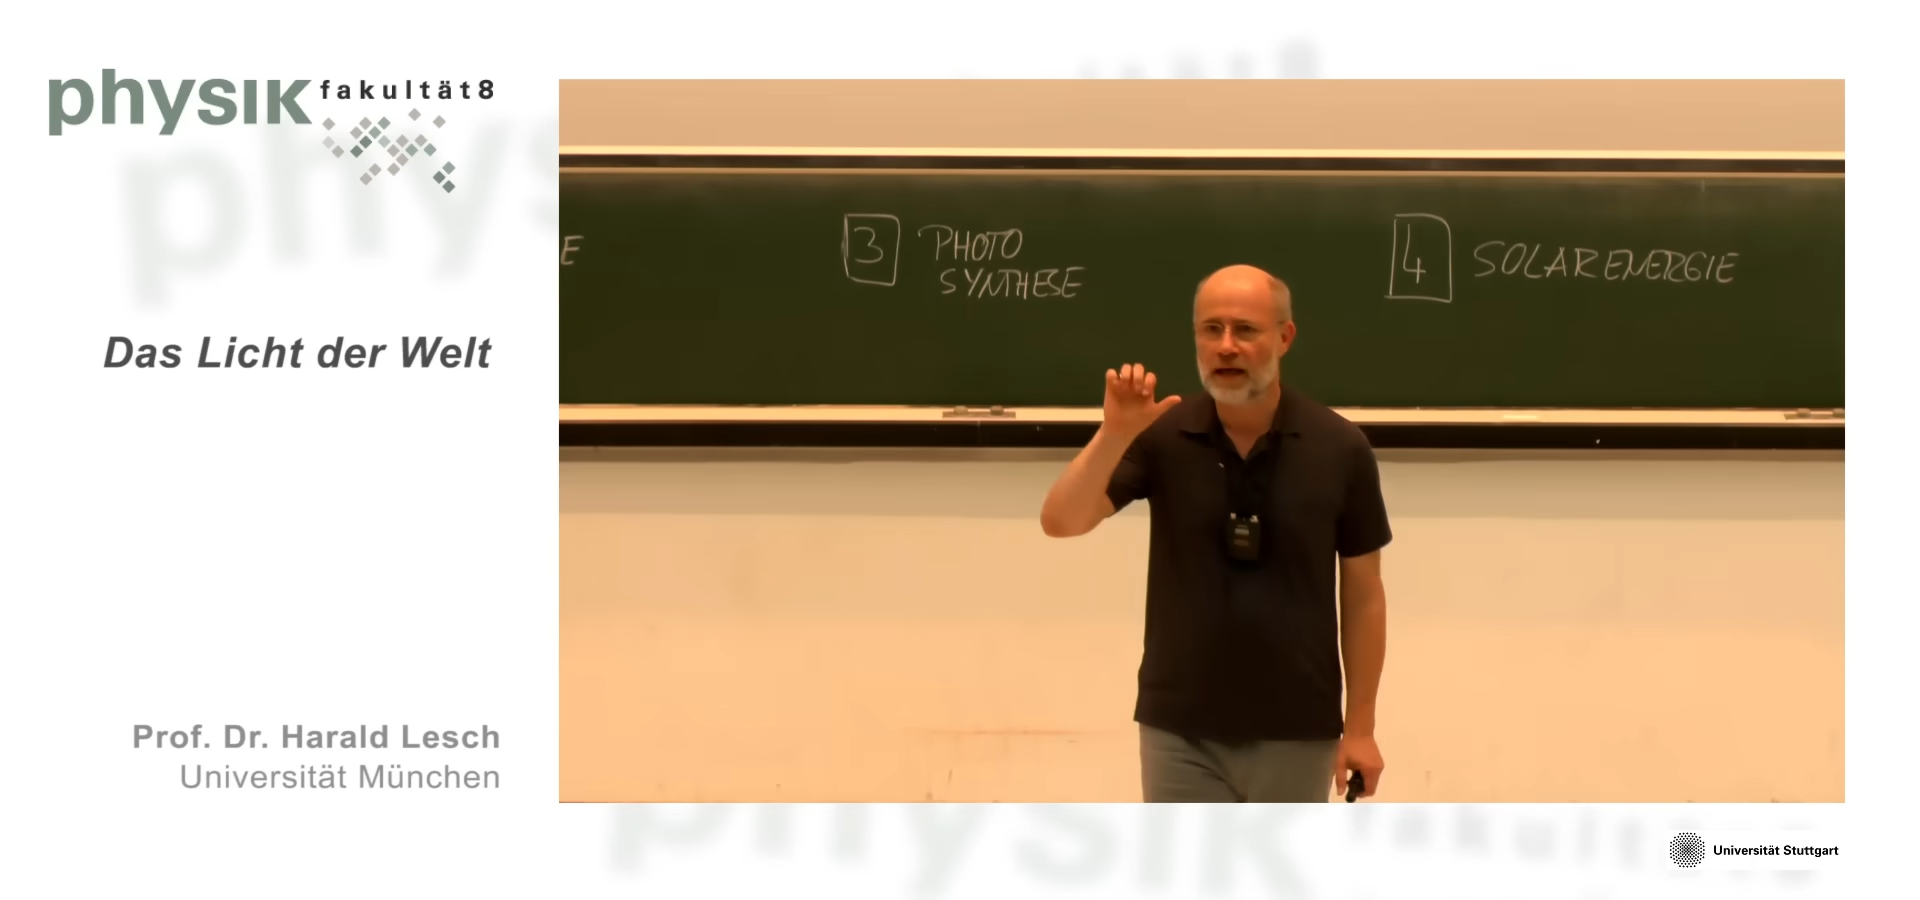 physik fakultät8
Das Licht der Welt
Prof. Dr. Harald Lesch
Universität München
E
3 PHOTO
SYNTHESE
4 SOLARENERGIE
Universität Stuttgart